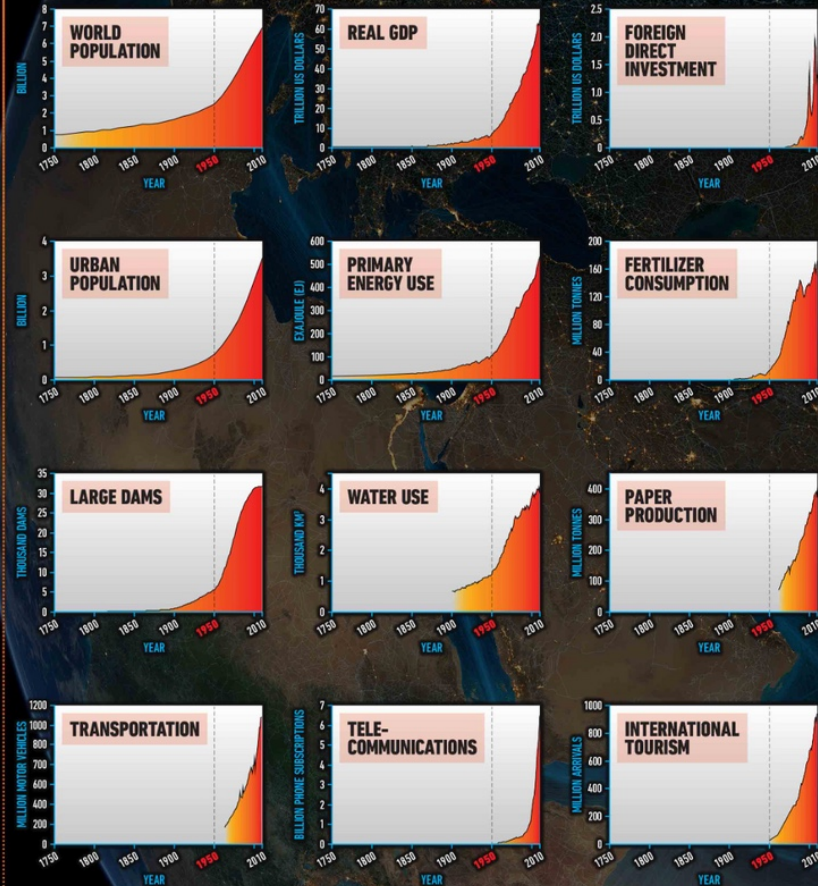 WORLD
POPULATION
BILLION
8
7
6
5
4
3
2
1
0
1750 1800 1850 1900 1950 2010
YEAR
REAL GDP
TRILLION US DOLLARS
70
60
50
40
30
20
10
0
1750 1800 1850 1900 1950 2010
YEAR
FOREIGN
DIRECT
INVESTMENT
TRILLION US DOLLARS
2.5
2.0
1.5
1.0
0.5
0
1750 1800 1850 1900 1950 2010
YEAR
URBAN
POPULATION
BILLION
4
3
2
1
0
1750 1800 1850 1900 1950 2010
YEAR
PRIMARY
ENERGY USE
EXAJOULE (EJ)
600
500
400
300
200
100
0
1750 1800 1850 1900 1950 2010
YEAR
FERTILIZER
CONSUMPTION
MILLION TONNES
200
160
120
80
40
0
1750 1800 1850 1900 1950 2010
YEAR
LARGE DAMS
THOUSAND DAMS
35
30
25
20
15
10
5
0
1750 1800 1850 1900 1950 2010
YEAR
WATER USE
THOUSAND KM³
4
3
2
1
0
1750 1800 1850 1900 1950 2010
YEAR
PAPER
PRODUCTION
MILLION TONNES
400
300
200
100
0
1750 1800 1850 1900 1950 2010
YEAR
TRANSPORTATION
MILLION MOTOR VEHICLES
1200
1000
800
600
400
200
0
1750 1800 1850 1900 1950 2010
YEAR
TELE-
COMMUNICATIONS
BILLION PHONE SUBSCRIPTIONS
7
6
5
4
3
2
1
0
1750 1800 1850 1900 1950 2010
YEAR
INTERNATIONAL
TOURISM
MILLION ARRIVALS
1000
800
600
400
200
0
1750 1800 1850 1900 1950 2010
YEAR